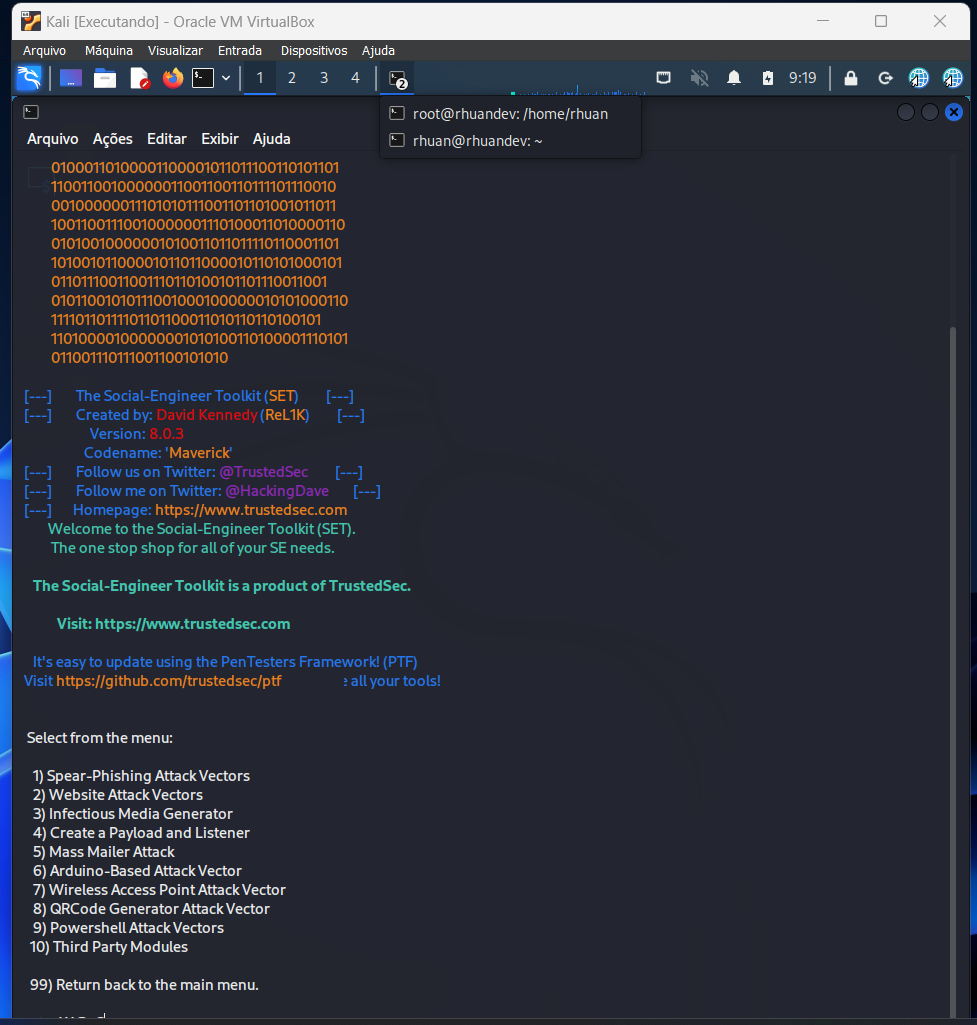 Kali [Executando] - Oracle VM VirtualBox
Arquivo Máquina Visualizar Entrada Dispositivos Ajuda
1 2 3 4 2 9:19
root@rhuandev: /home/rhuan
rhuan@rhuandev: ~
Arquivo Ações Editar Exibir Ajuda
010001101000011000010110111001101​01101
11001100100000011001100110111101110010
00100000011101010111001101101001011011
10011001110010000001110100011010000110
01010010000001010011011011110110001101
10100101100001011011000010110101000101
01101110011001110110100101101110011001
01011001010111001000100000010101000110
11110110111101101100011010110110100101
11010000100000001010100110100001110101
011001110111001100101010
[---] The Social-Engineer Toolkit (SET) [---]
[---] Created by: David Kennedy (ReL1K) [---]
Version: 8.0.3
Codename: 'Maverick'
[---] Follow us on Twitter: @TrustedSec [---]
[---] Follow me on Twitter: @HackingDave [---]
[---] Homepage: https://www.trustedsec.com
Welcome to the Social-Engineer Toolkit (SET).
The one stop shop for all of your SE needs.
The Social-Engineer Toolkit is a product of TrustedSec.
Visit: https://www.trustedsec.com
It's easy to update using the PenTesters Framework! (PTF)
Visit https://github.com/trustedsec/ptf all your tools!
Select from the menu:
1) Spear-Phishing Attack Vectors
2) Website Attack Vectors
3) Infectious Media Generator
4) Create a Payload and Listener
5) Mass Mailer Attack
6) Arduino-Based Attack Vector
7) Wireless Access Point Attack Vector
8) QRCode Generator Attack Vector
9) Powershell Attack Vectors
10) Third Party Modules
99) Return back to the main menu.